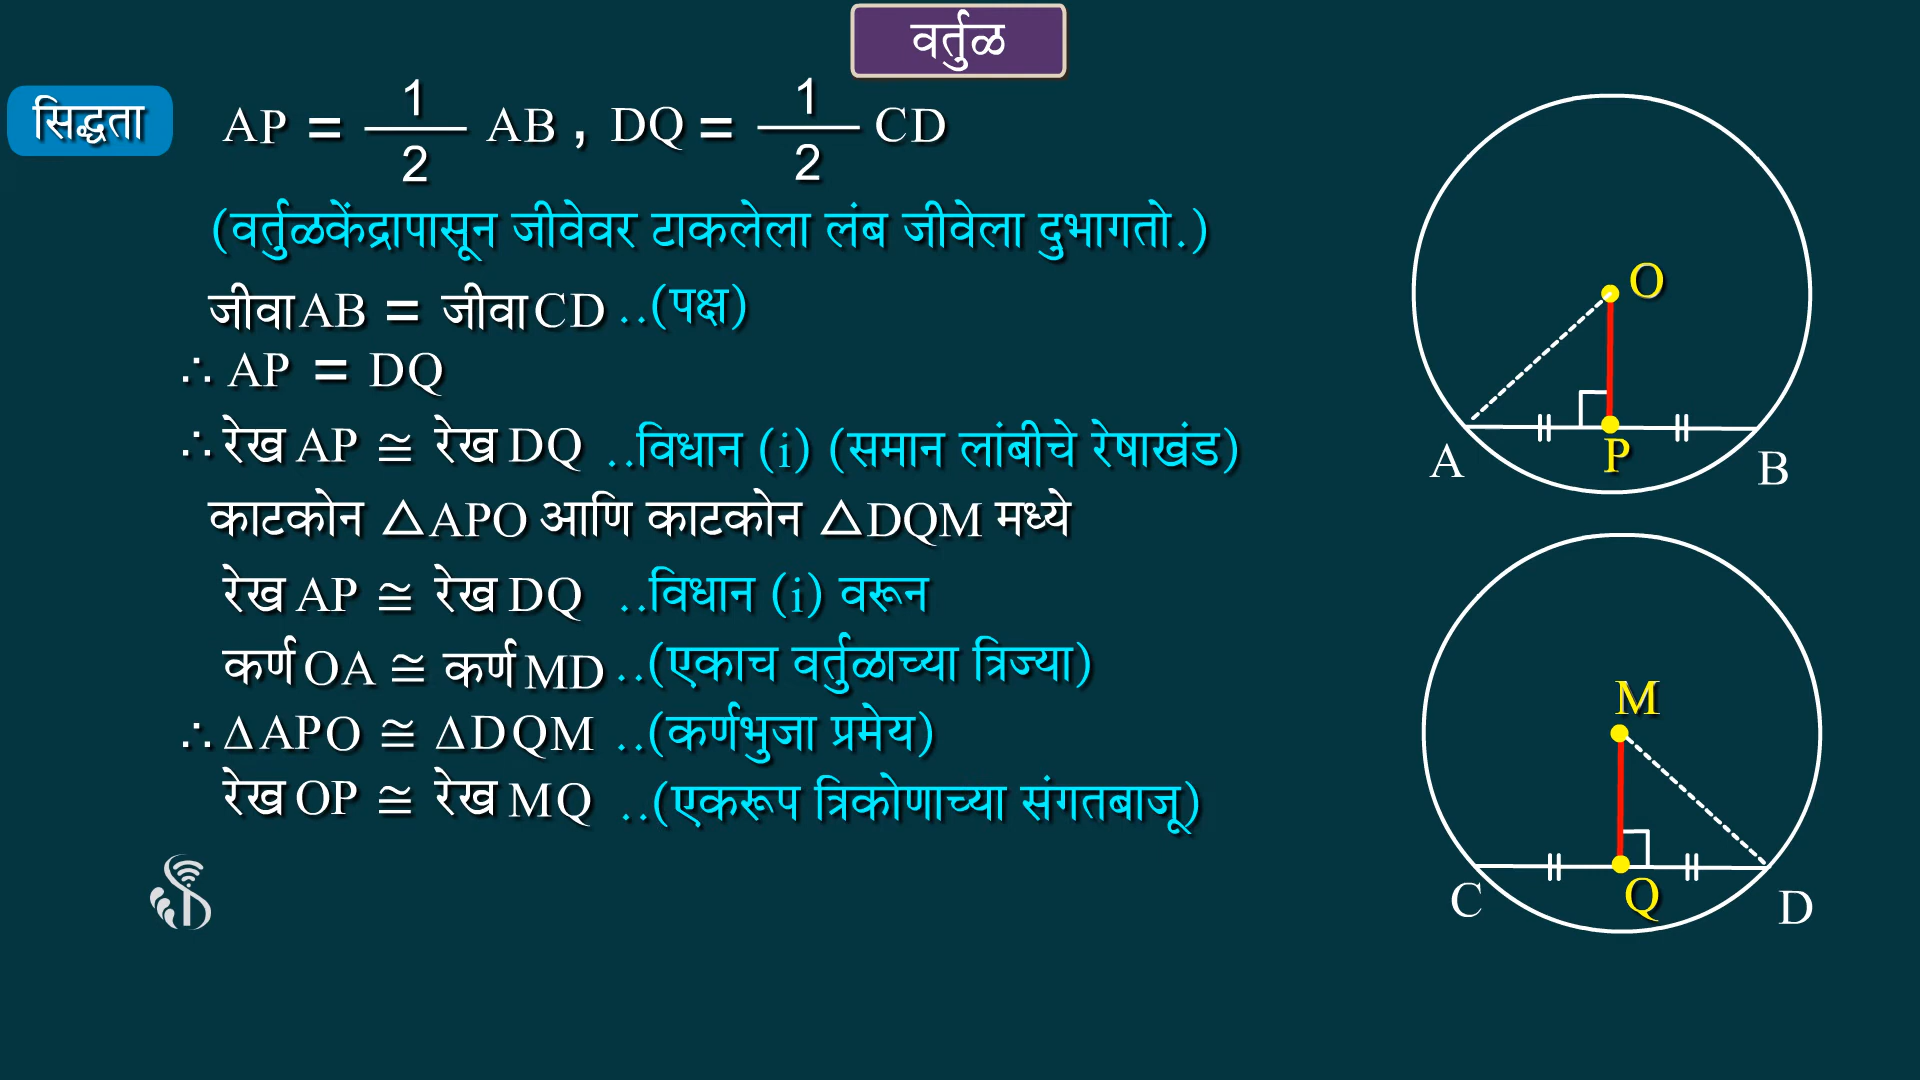 वर्तुळ
सिद्धता
AP = 1/2 AB , DQ = 1/2 CD
(वर्तुळकेंद्रापासून जीवेवर टाकलेला लंब जीवेला दुभागतो.)
जीवा AB = जीवा CD ..(पक्ष)
∴ AP = DQ
∴ रेख AP ≅ रेख DQ ..विधान (i) (समान लांबीचे रेषाखंड)
काटकोन △APO आणि काटकोन △DQM मध्ये
रेख AP ≅ रेख DQ ..विधान (i) वरून
कर्ण OA ≅ कर्ण MD ..(एकाच वर्तुळाच्या त्रिज्या)
∴ ΔAPO ≅ ΔDQM ..(कर्णभुजा प्रमेय)
रेख OP ≅ रेख MQ ..(एकरूप त्रिकोणाच्या संगतबाजू)
O
A
P
B
M
C
Q
D